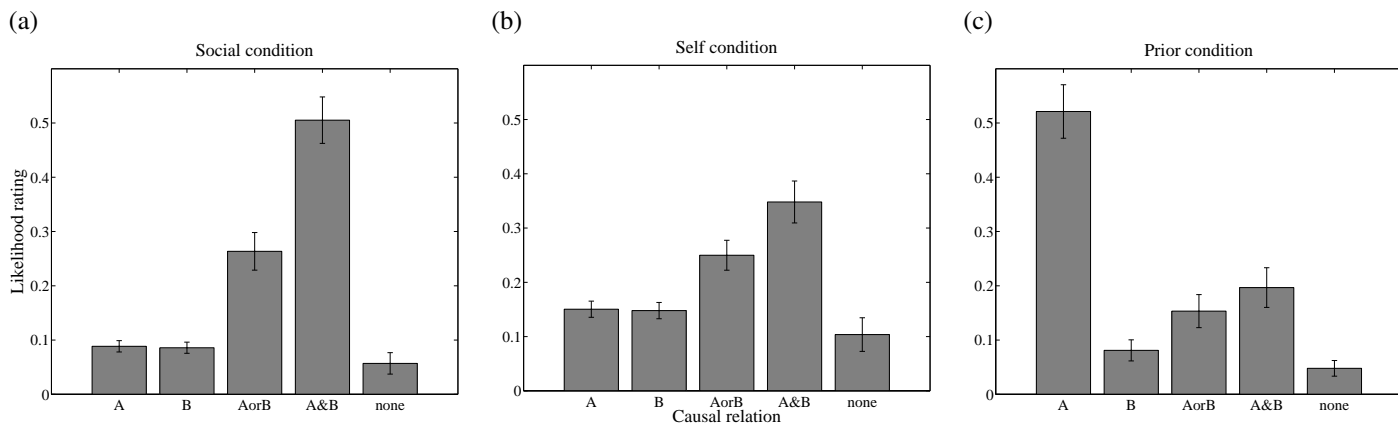 (a)
Social condition
Likelihood rating
0.5
0.4
0.3
0.2
0.1
0
A B AorB A&B none
(b)
Self condition
0.5
0.4
0.3
0.2
0.1
0
A B AorB A&B none
Causal relation
(c)
Prior condition
0.5
0.4
0.3
0.2
0.1
0
A B AorB A&B none